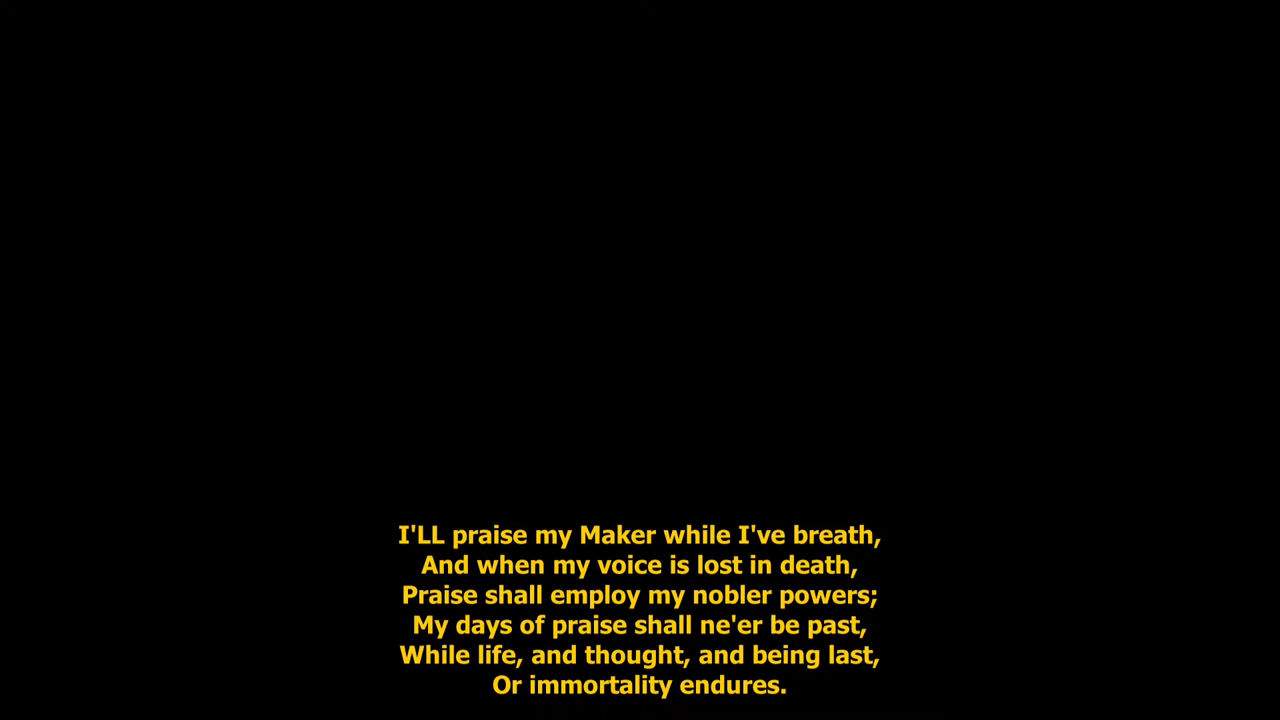 I'LL praise my Maker while I've breath,
And when my voice is lost in death,
Praise shall employ my nobler powers;
My days of praise shall ne'er be past,
While life, and thought, and being last,
Or immortality endures.